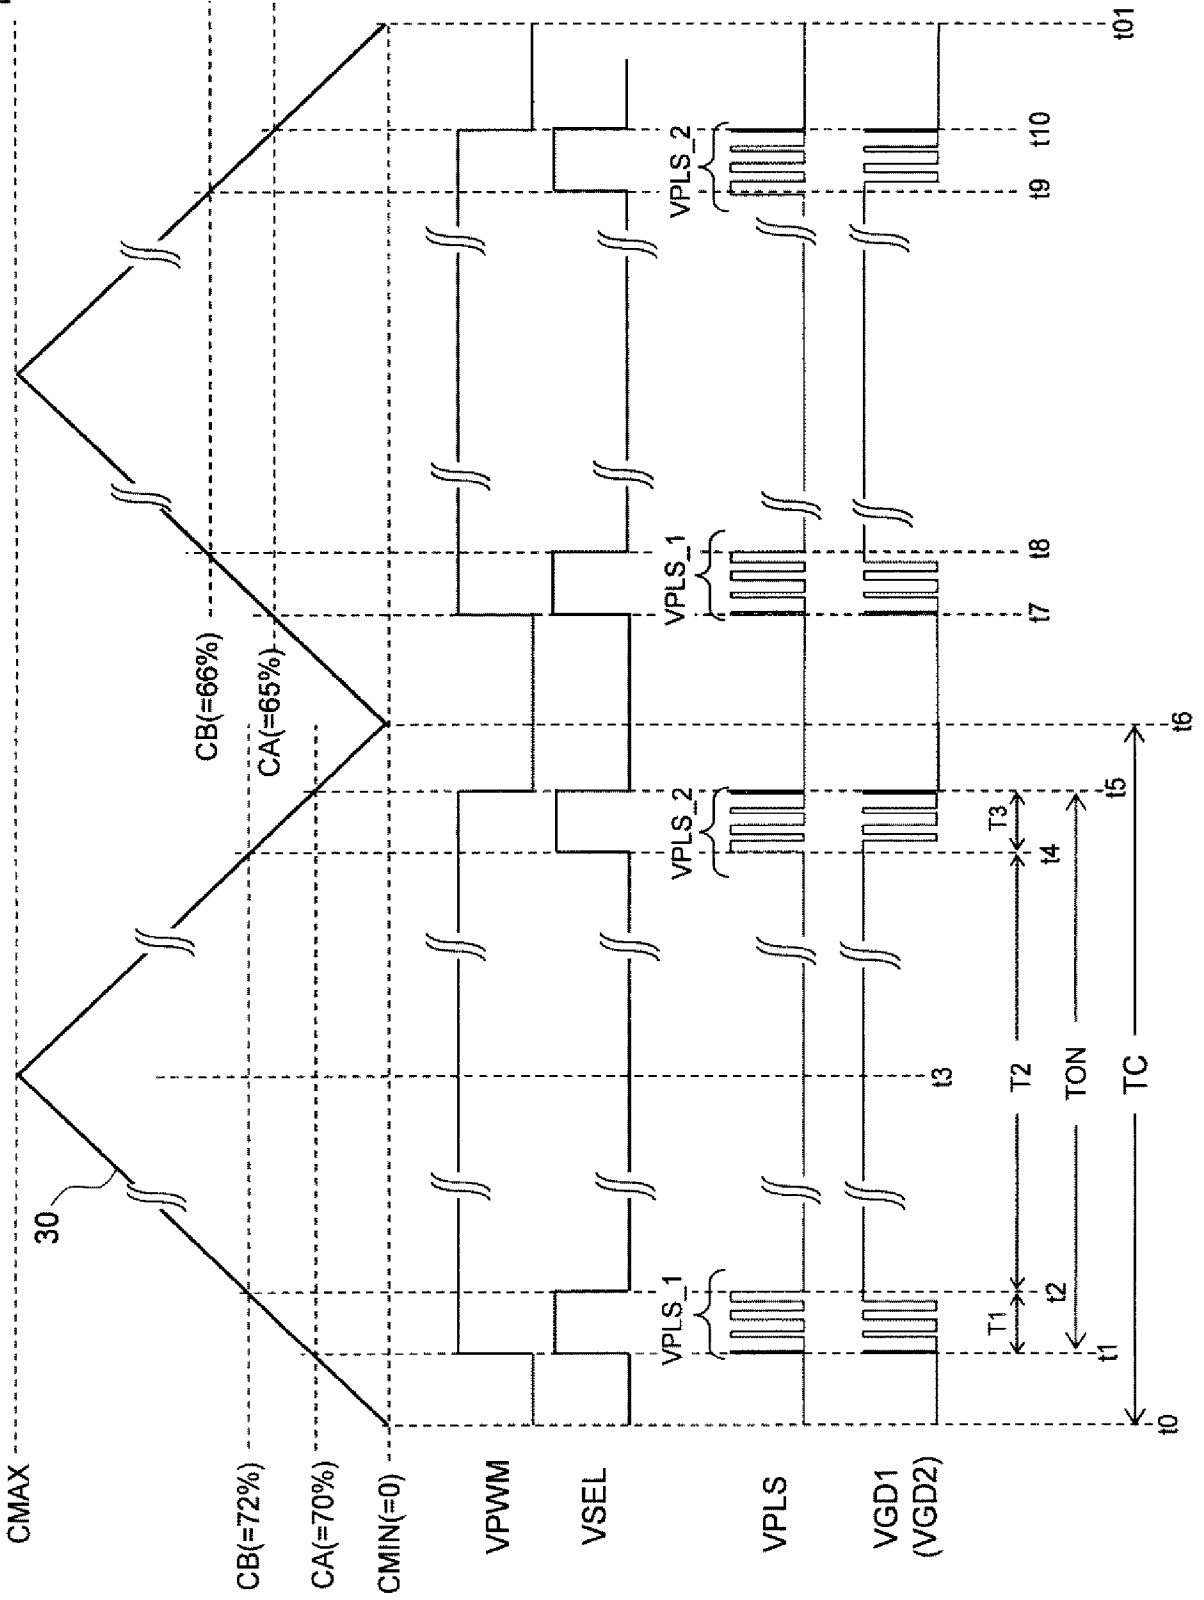 CMAX
30
CB(=72%)
CA(=70%)
CMIN(=0)
CB(=66%)
CA(=65%)
VPWM
VSEL
VPLS_1
VPLS_2
VPLS_1
VPLS_2
VPLS
VGD1
(VGD2)
t3
T1
T2
T3
t7
t8
t9
t10
t2
t4
TON
t1
t5
t01
TC
t0
t6